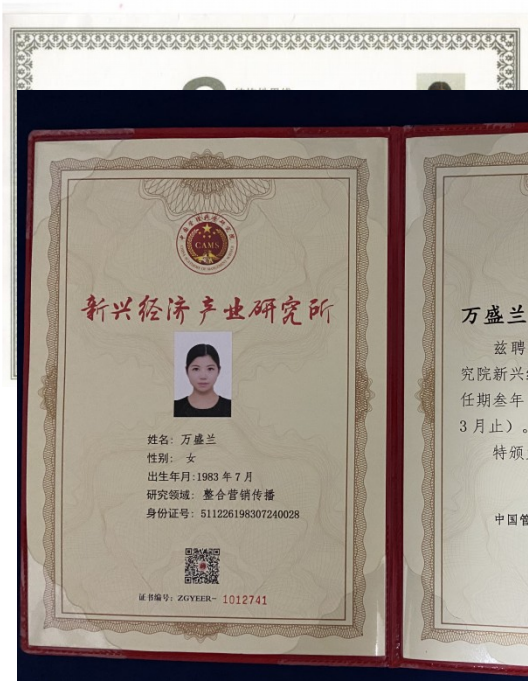 CAMS
新兴经济产业研究所
姓名：万盛兰
性别：女
出生年月:1983年7月
研究领域：整合营销传播
身份证号：511226198307240028
证书编号：ZGYEER- 1012741
万盛兰
兹聘
究院新兴
任期叁年
3月止）。
特颁
中国管